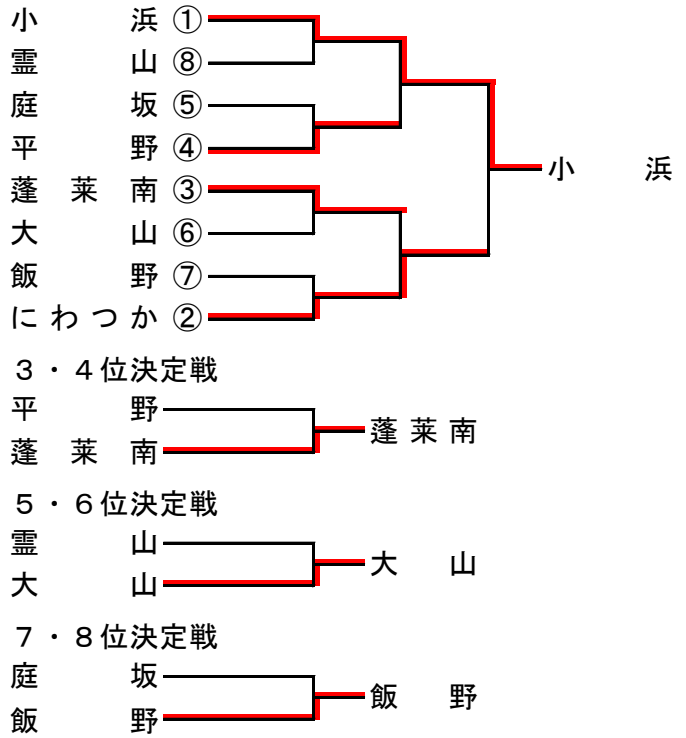 小浜①
霊山⑧
庭坂⑤
平野④
小浜
蓬莱南③
大山⑥
飯野⑦
にわつか②
３・４位決定戦
平野
蓬莱南
蓬莱南
５・６位決定戦
霊山
大山
大山
７・８位決定戦
庭坂
飯野
飯野